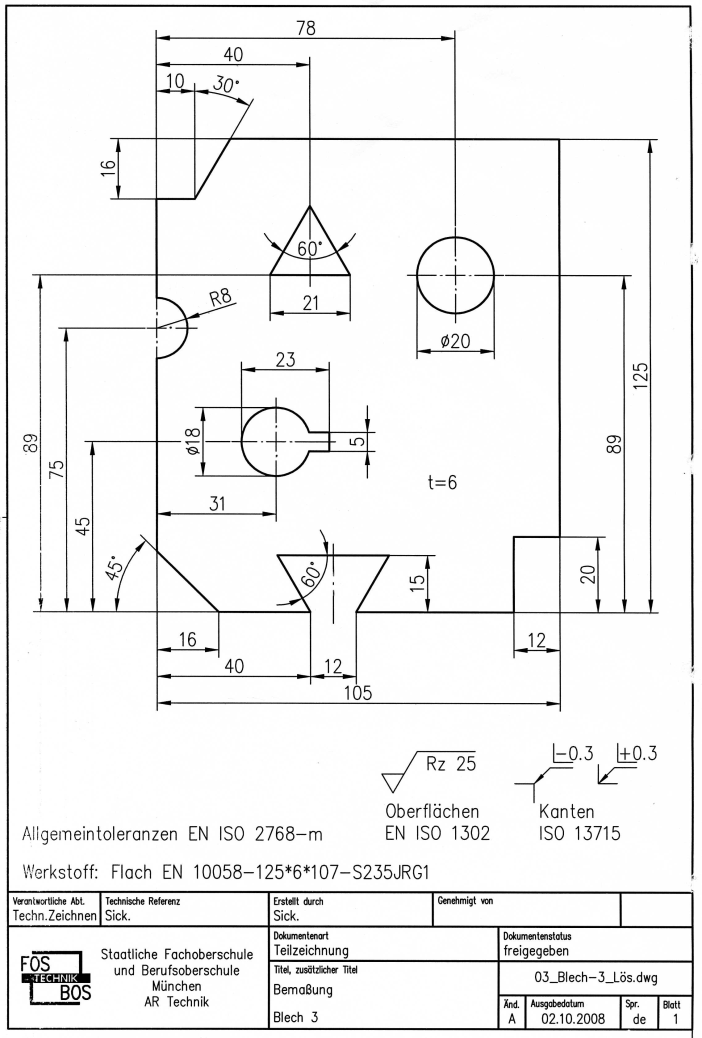 78
40
10 30°
16
60°
R8
21
ø20
23
125
89
ø18
5
89
75
t=6
31
45
45°
60°
15
20
16
12
40
12
105
Rz 25
-0.3
+0.3
Oberflächen
EN ISO 1302
Kanten
ISO 13715
Allgemeintoleranzen EN ISO 2768-m
Werkstoff: Flach EN 10058-125*6*107-S235JRG1
Verantwortliche Abt.
Techn.Zeichnen
Technische Referenz
Sick.
Erstellt durch
Sick.
Genehmigt von
FOS
TECHNIK
BOS
Staatliche Fachoberschule
und Berufsoberschule
München
AR Technik
Dokumentenart
Teilzeichnung
Dokumentenstatus
freigegeben
Titel, zusätzlicher Titel
Bemaßung
Blech 3
03_Blech-3_Lös.dwg
Änd.
A
Ausgabedatum
02.10.2008
Spr.
de
Blatt
1